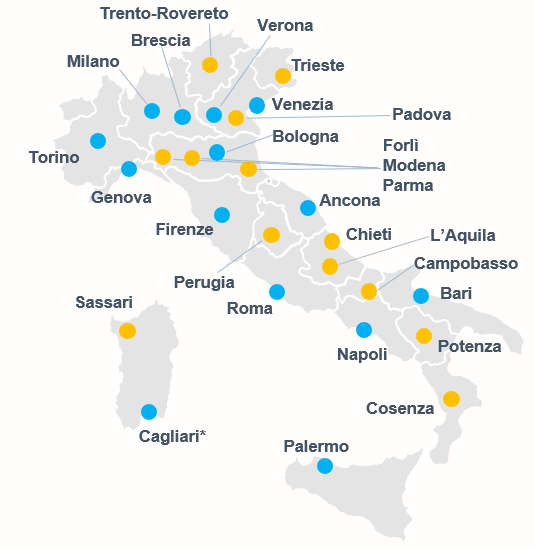 Trento-Rovereto
Verona
Brescia
Milano
Trieste
Venezia
Padova
Bologna
Forlì
Modena
Parma
Torino
Genova
Ancona
Firenze
Chieti
L'Aquila
Campobasso
Perugia
Roma
Bari
Sassari
Napoli
Potenza
Cosenza
Cagliari*
Palermo